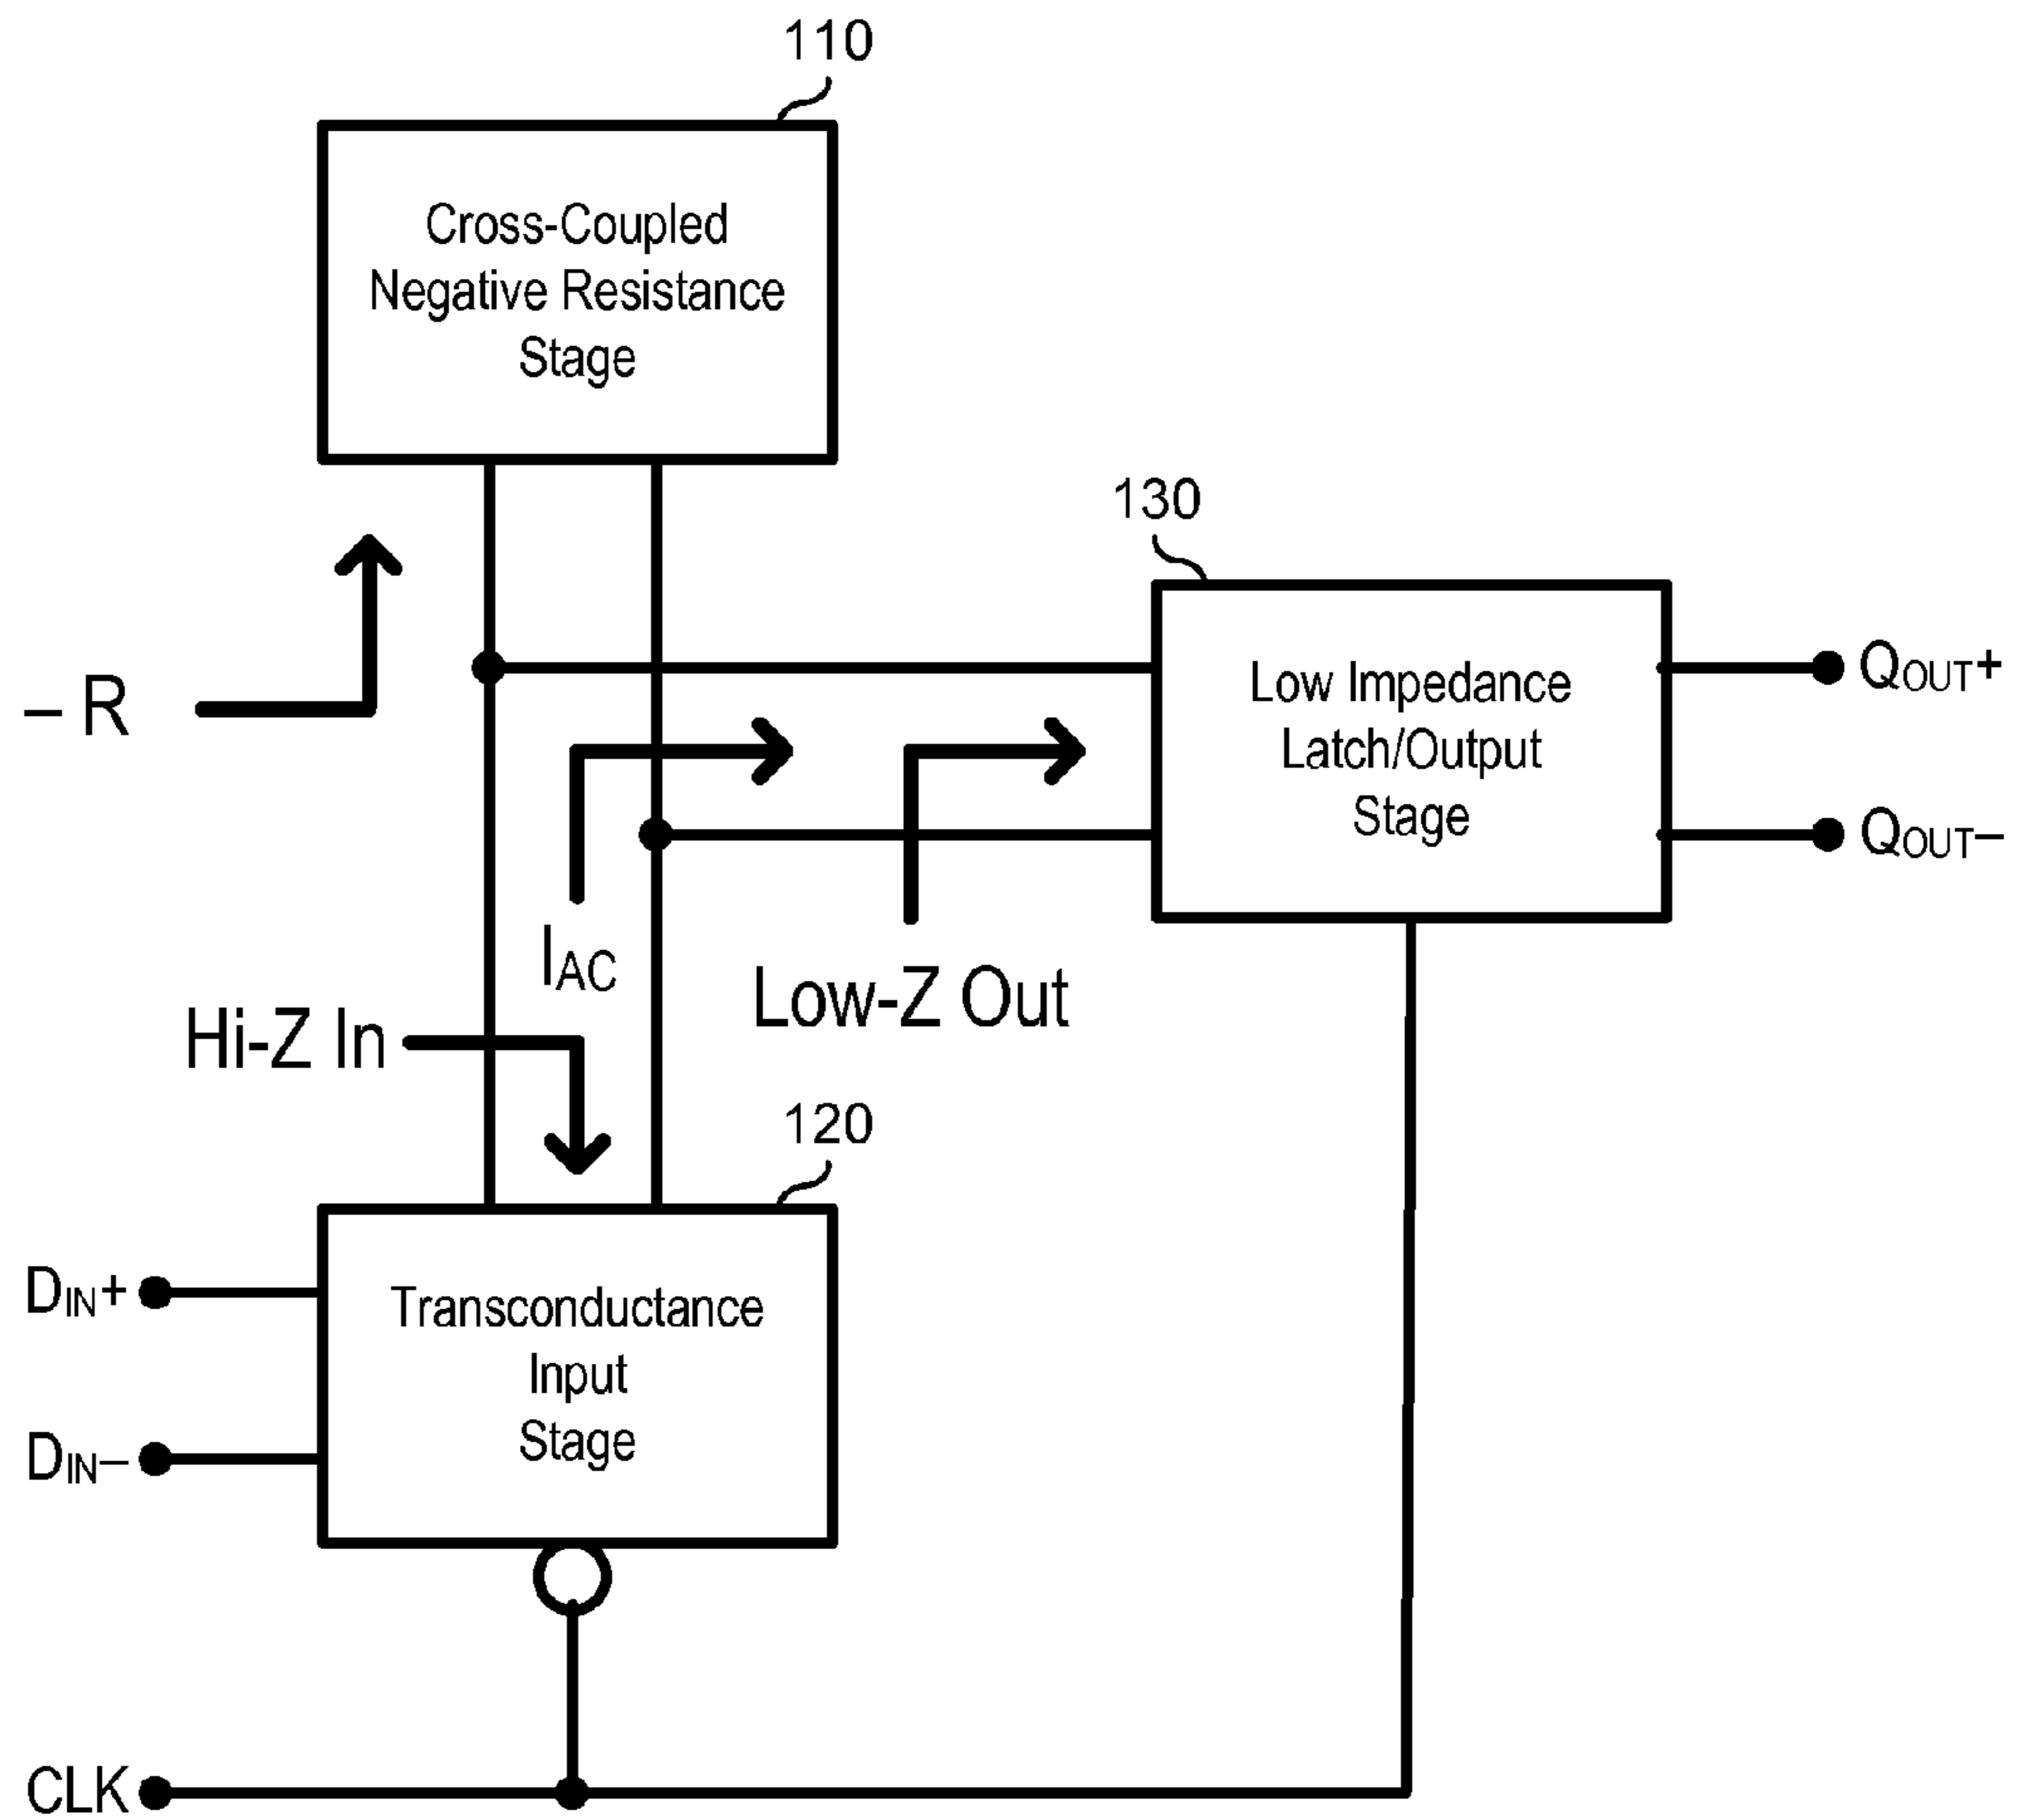 110
Cross-Coupled
Negative Resistance
Stage
130
– R
Low Impedance
Latch/Output
Stage
QOUT+
QOUT–
IAC
Low-Z Out
Hi-Z In
120
DIN+
DIN–
Transconductance
Input
Stage
CLK